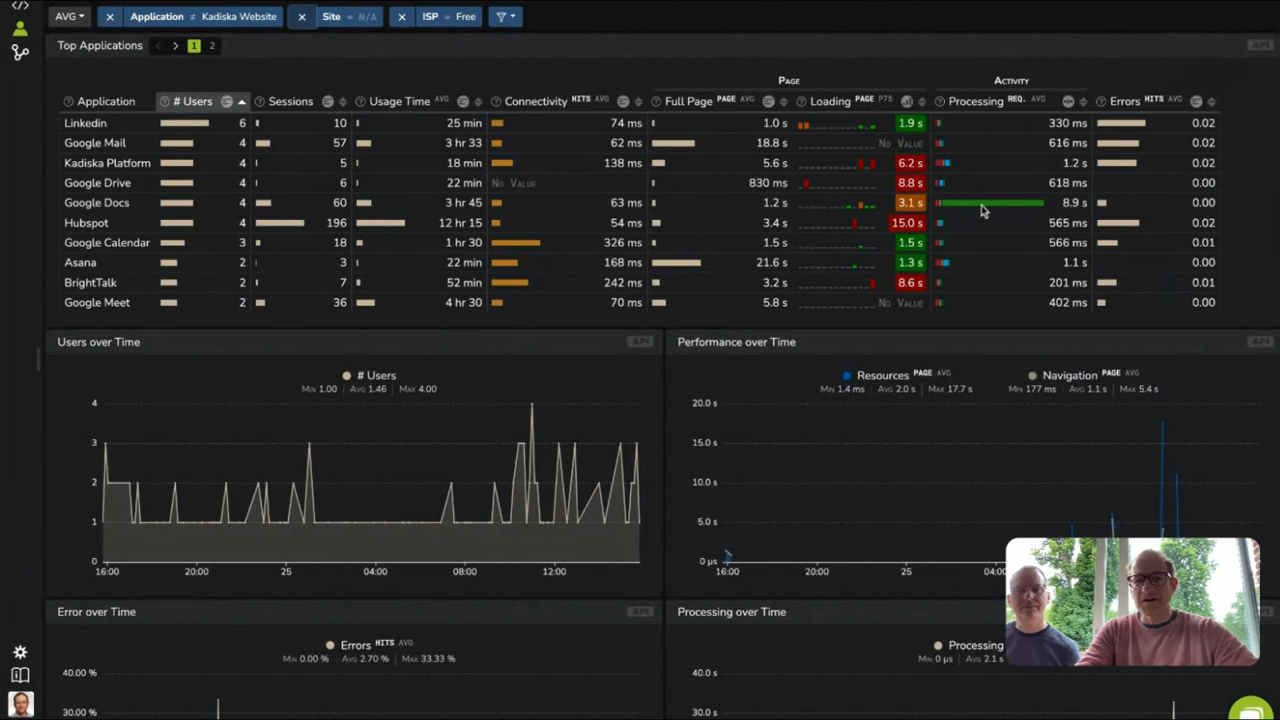 AVG Application ≠ Kadiska Website Site = N/A ISP = Free
Top Applications 1 2 API
PAGE ACTIVITY
Application # Users Sessions Usage Time AVG Connectivity HITS AVG Full Page PAGE AVG Loading PAGE P75 Processing REQ. AVG Errors HITS AVG
Linkedin 6 10 25 min 74 ms 1.0 s 1.9 s 330 ms 0.02
Google Mail 4 57 3 hr 33 62 ms 18.8 s NO VALUE 616 ms 0.02
Kadiska Platform 4 5 18 min 138 ms 5.6 s 6.2 s 1.2 s 0.02
Google Drive 4 6 22 min NO VALUE 830 ms 8.8 s 618 ms 0.00
Google Docs 4 60 3 hr 45 63 ms 1.2 s 3.1 s 8.9 s 0.00
Hubspot 4 196 12 hr 15 54 ms 3.4 s 15.0 s 565 ms 0.02
Google Calendar 3 18 1 hr 30 326 ms 1.5 s 1.5 s 566 ms 0.01
Asana 2 3 22 min 168 ms 21.6 s 1.3 s 1.1 s 0.00
BrightTalk 2 7 52 min 242 ms 3.2 s 8.6 s 201 ms 0.01
Google Meet 2 36 4 hr 30 70 ms 5.8 s NO VALUE 402 ms 0.00
Users over Time API
# Users
MIN 1.00 AVG 1.46 MAX 4.00
4
3
2
1
0
16:00 20:00 25 04:00 08:00 12:00
Performance over Time API
Resources PAGE AVG Navigation PAGE AVG
MIN 1.4 ms AVG 2.0 s MAX 17.7 s MIN 177 ms AVG 1.1 s MAX 5.4 s
20.0 s
15.0 s
10.0 s
5.0 s
0 µs
16:00 20:00 25 04:00
Error over Time API
Errors HITS AVG
MIN 0.00 % AVG 2.70 % MAX 33.33 %
40.00 %
30.00 %
Processing over Time
Processing
MIN 0 µs AVG 2.1 s
40.0 s
30.0 s